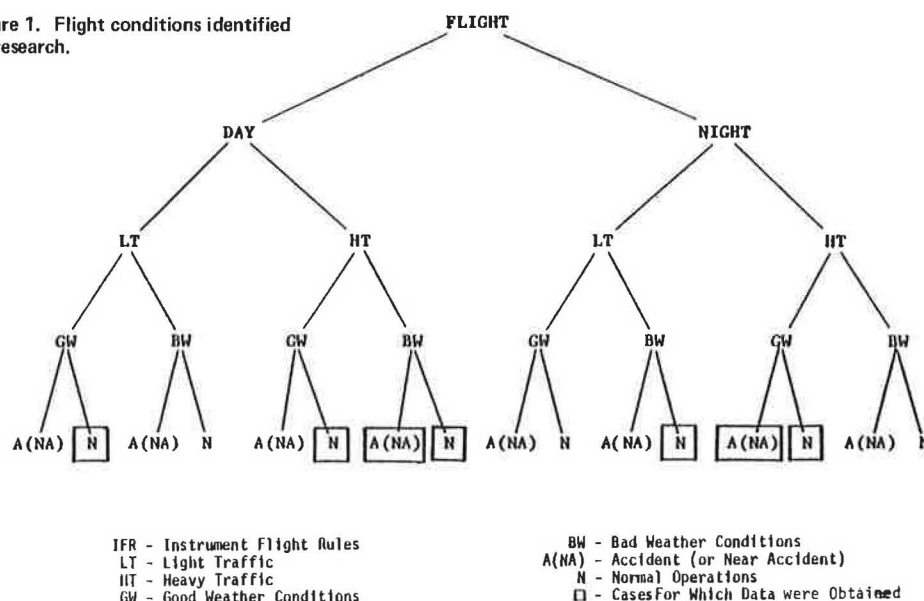 ure 1. Flight conditions identified
research.
FLIGHT
DAY NIGHT
LT HT LT HT
GW BW GW BW GW BW GW BW
A(NA) N A(NA) N A(NA) N A(NA) N A(NA) N A(NA) N A(NA) N A(NA) N
IFR - Instrument Flight Rules
LT - Light Traffic
HT - Heavy Traffic
GW - Good Weather Conditions
BW - Bad Weather Conditions
A(NA) - Accident (or Near Accident)
N - Normal Operations
□ - Cases For Which Data were Obtained